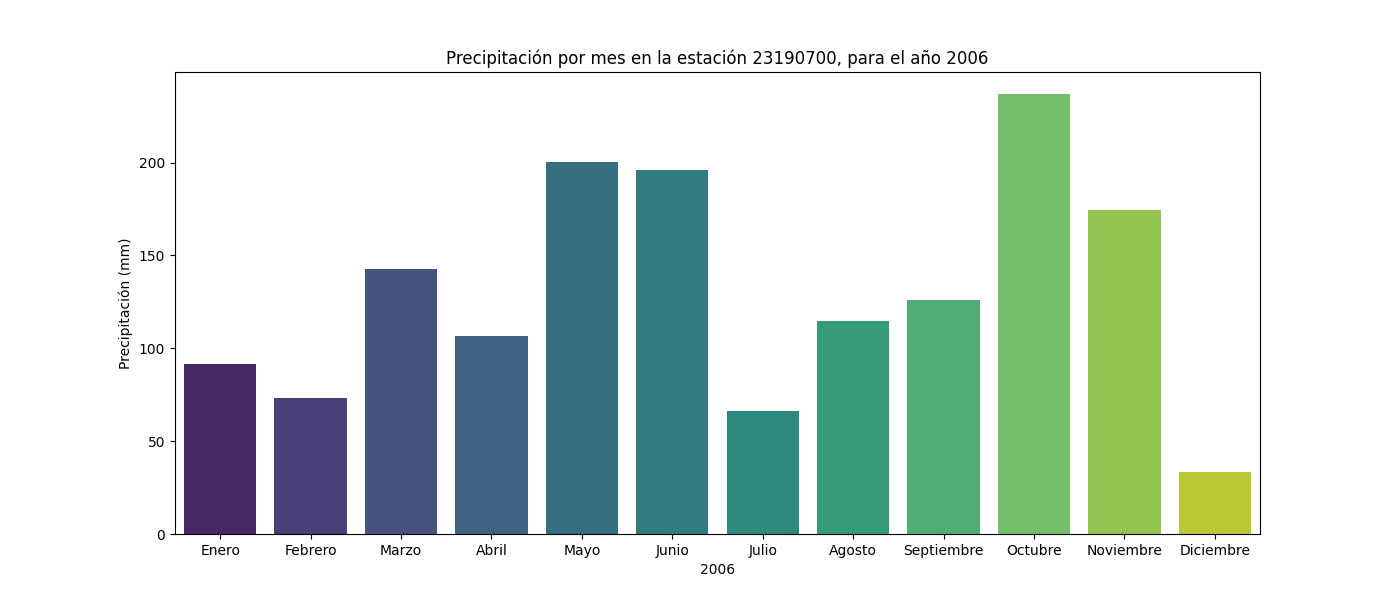 Precipitación por mes en la estación 23190700, para el año 2006
Precipitación (mm)
200
150
100
50
0
Enero Febrero Marzo Abril Mayo Junio Julio Agosto Septiembre Octubre Noviembre Diciembre
2006